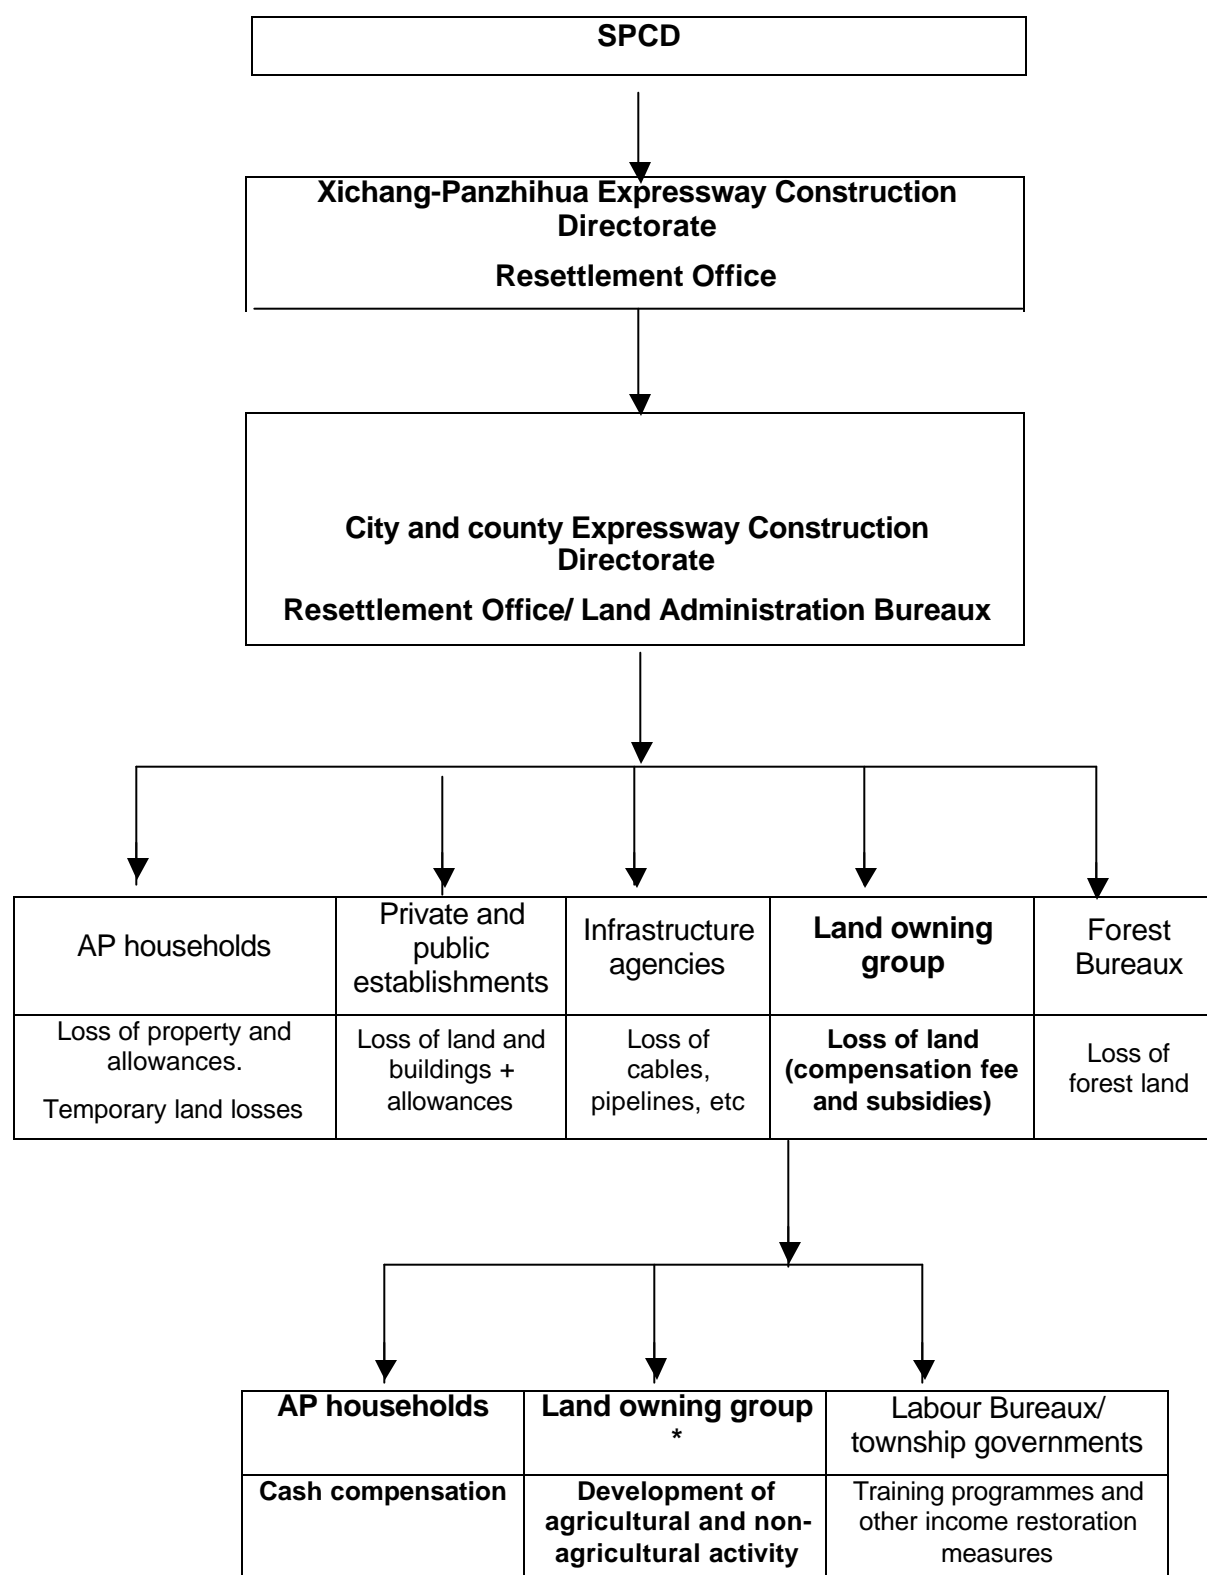 SPCD
Xichang-Panzhihua Expressway Construction
Directorate
Resettlement Office
City and county Expressway Construction
Directorate
Resettlement Office/ Land Administration Bureaux
AP households
Private and
public
establishments
Infrastructure
agencies
Land owning
group
Forest
Bureaux
Loss of property and
allowances.
Temporary land losses
Loss of land and
buildings +
allowances
Loss of
cables,
pipelines, etc
Loss of land
(compensation fee
and subsidies)
Loss of
forest land
AP households
Land owning group
*
Labour Bureaux/
township governments
Cash compensation
Development of
agricultural and non-
agricultural activity
Training programmes and
other income restoration
measures